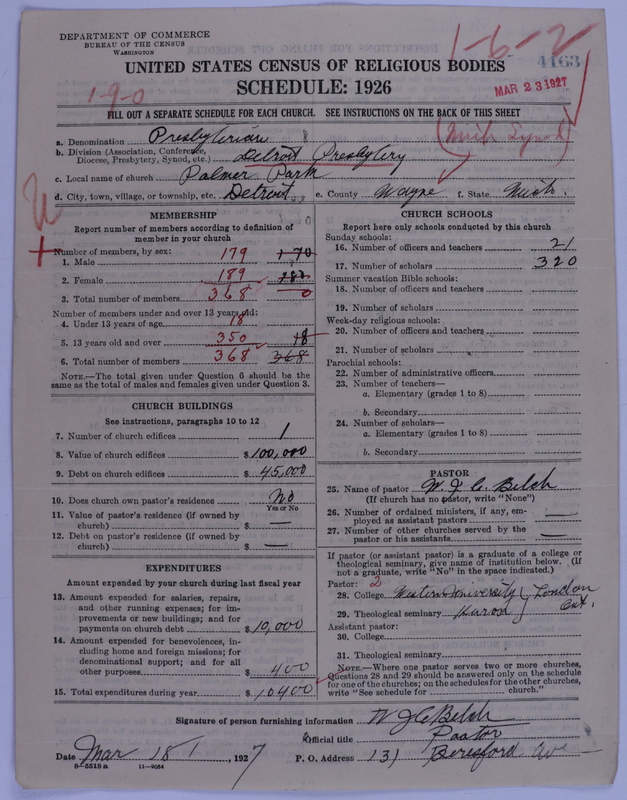 DEPARTMENT OF COMMERCE
BUREAU OF THE CENSUS
WASHINGTON
1-6-2
4163
UNITED STATES CENSUS OF RELIGIOUS BODIES
SCHEDULE: 1926
MAR 23 1927
1-9-0
FILL OUT A SEPARATE SCHEDULE FOR EACH CHURCH. SEE INSTRUCTIONS ON THE BACK OF THIS SHEET
a. Denomination Presbyterian
(Mich Synod)
b. Division (Association, Conference, Diocese, Presbytery, Synod, etc.) Detroit Presbytery
c. Local name of church Palmer Park
d. City, town, village, or township, etc. Detroit e. County Wayne f. State Mich.
MEMBERSHIP
Report number of members according to definition of
member in your church
Number of members, by sex:
1. Male 179 170
2. Female 189
3. Total number of members 368 0
Number of members under and over 13 years old:
4. Under 13 years of age 18
5. 13 years old and over 350 18
6. Total number of members 368 368
NOTE.—The total given under Question 6 should be the
same as the total of males and females given under Question 3.
CHURCH BUILDINGS
See instructions, paragraphs 10 to 12
7. Number of church edifices 1
8. Value of church edifices $100,000
9. Debt on church edifices $45,000
10. Does church own pastor's residence No
Yes or No
11. Value of pastor's residence (if owned by
church) $ —
12. Debt on pastor's residence (if owned by
church) $ —
EXPENDITURES
Amount expended by your church during last fiscal year
13. Amount expended for salaries, repairs,
and other running expenses; for im-
provements or new buildings; and for
payments on church debt $10,000
14. Amount expended for benevolences, in-
cluding home and foreign missions; for
denominational support; and for all
other purposes $ 400
15. Total expenditures during year $10400
CHURCH SCHOOLS
Report here only schools conducted by this church
Sunday schools:
16. Number of officers and teachers 21
17. Number of scholars 320
Summer vacation Bible schools:
18. Number of officers and teachers
19. Number of scholars
Week-day religious schools:
20. Number of officers and teachers
21. Number of scholars
Parochial schools:
22. Number of administrative officers
23. Number of teachers—
a. Elementary (grades 1 to 8)
b. Secondary
24. Number of scholars—
a. Elementary (grades 1 to 8)
b. Secondary
PASTOR
25. Name of pastor W. J. G. Belch
(If church has no pastor, write "None")
26. Number of ordained ministers, if any, em-
ployed as assistant pastors —
27. Number of other churches served by the
pastor or his assistants —
If pastor (or assistant pastor) is a graduate of a college or
theological seminary, give name of institution below. (If
not a graduate, write "No" in the space indicated.)
Pastor: 2
28. College Western University London
29. Theological seminary Huron Ont.
Assistant pastor:
30. College
31. Theological seminary
NOTE.—Where one pastor serves two or more churches,
Questions 28 and 29 should be answered only on the schedule
for one of the churches; on the schedules for the other churches,
write "See schedule for church."
Signature of person furnishing information W J G Belch
Official title Pastor
Date Mar 18, 1927 P. O. Address 131 Beresford Ave
8-5518a 11-9084